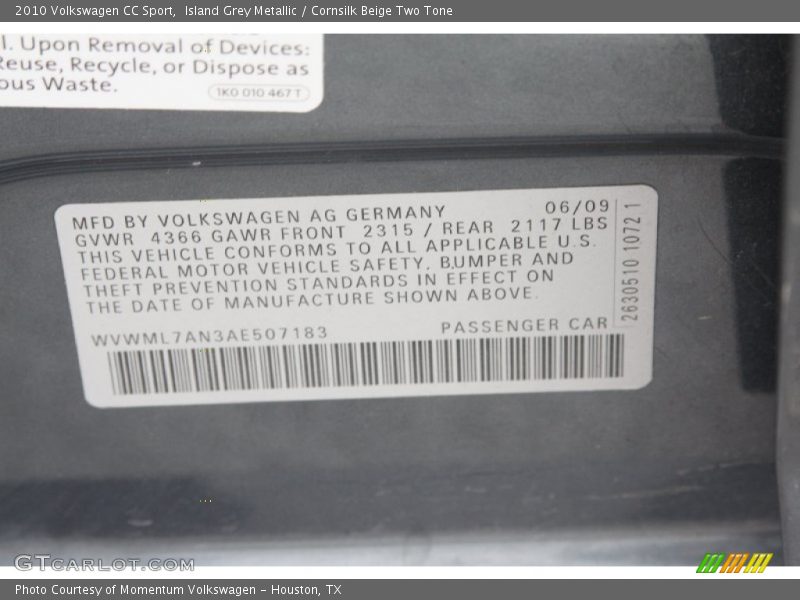 2010 Volkswagen CC Sport,  Island Grey Metallic / Cornsilk Beige Two Tone
l. Upon Removal of Devices:
Reuse, Recycle, or Dispose as
ous Waste.
1K0 010 467 T
MFD BY VOLKSWAGEN AG GERMANY 06/09
GVWR 4366 GAWR FRONT 2315 / REAR 2117 LBS
THIS VEHICLE CONFORMS TO ALL APPLICABLE U.S.
FEDERAL MOTOR VEHICLE SAFETY, BUMPER AND
THEFT PREVENTION STANDARDS IN EFFECT ON
THE DATE OF MANUFACTURE SHOWN ABOVE.
WVWML7AN3AE507183 PASSENGER CAR
2630510 1072 1
GTCARLOT.COM
Photo Courtesy of Momentum Volkswagen – Houston, TX